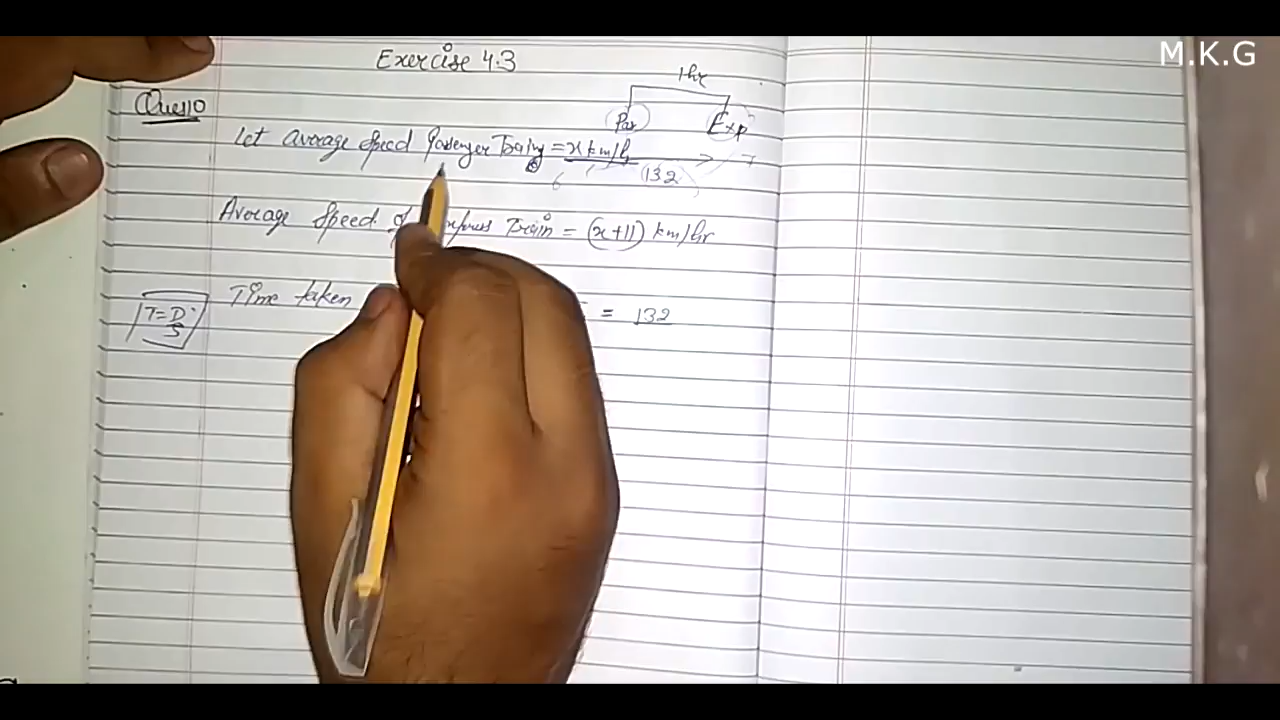 M.K.G
Exercise 4.3
1hr
Ques10
Pas Exp
Let average speed Passenger Train = x km/h
132
Average Speed of Train = (x+11) km/hr
Time taken = 132
T = D/S